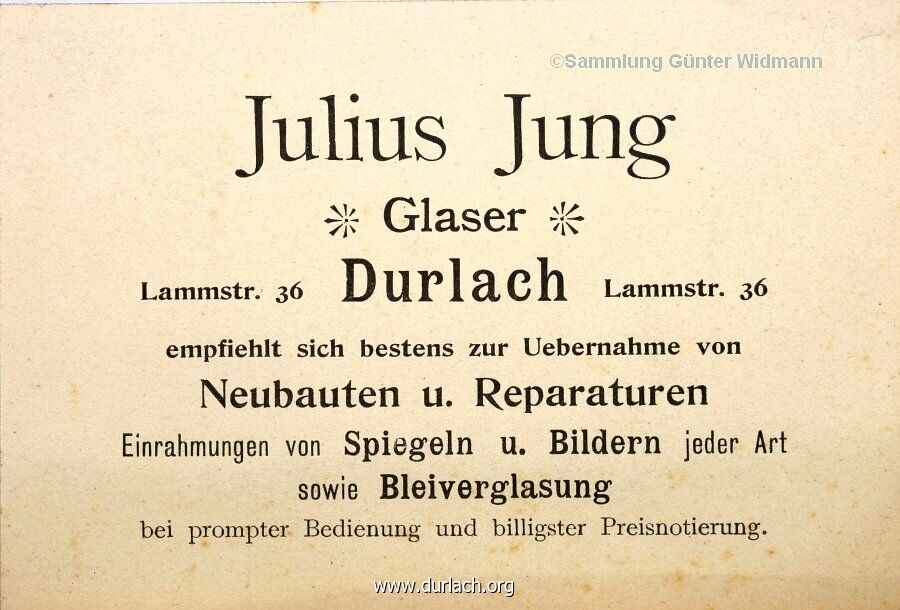 ©Sammlung Günter Widmann
Julius Jung
Glaser
Lammstr. 36 Durlach Lammstr. 36
empfiehlt sich bestens zur Uebernahme von
Neubauten u. Reparaturen
Einrahmungen von Spiegeln u. Bildern jeder Art
sowie Bleiverglasung
bei prompter Bedienung und billigster Preisnotierung.
www.durlach.org